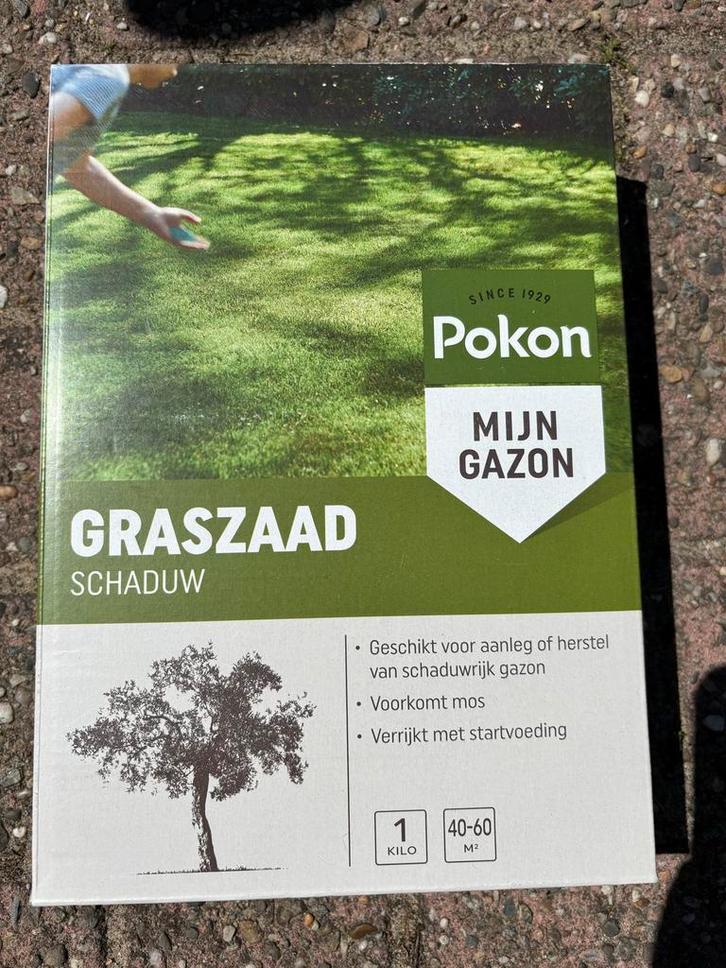 SINCE 1929
Pokon
MIJN
GAZON
GRASZAAD
SCHADUW
• Geschikt voor aanleg of herstel
van schaduwrijk gazon
• Voorkomt mos
• Verrijkt met startvoeding
1
KILO
40-60
M²